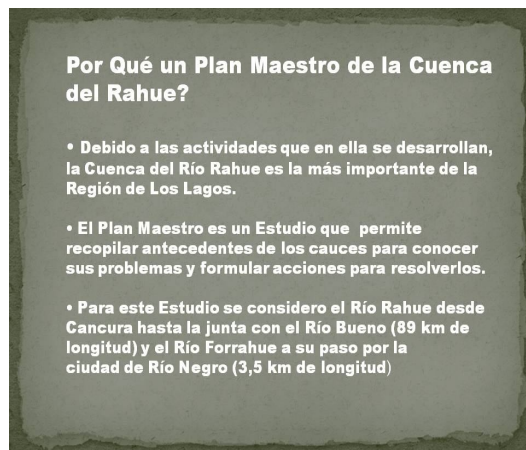 Por Qué un Plan Maestro de la Cuenca
del Rahue?
• Debido a las actividades que en ella se desarrollan,
la Cuenca del Río Rahue es la más importante de la
Región de Los Lagos.
• El Plan Maestro es un Estudio que permite
recopilar antecedentes de los cauces para conocer
sus problemas y formular acciones para resolverlos.
• Para este Estudio se considero el Río Rahue desde
Cancura hasta la junta con el Río Bueno (89 km de
longitud) y el Río Forrahue a su paso por la
ciudad de Río Negro (3,5 km de longitud)